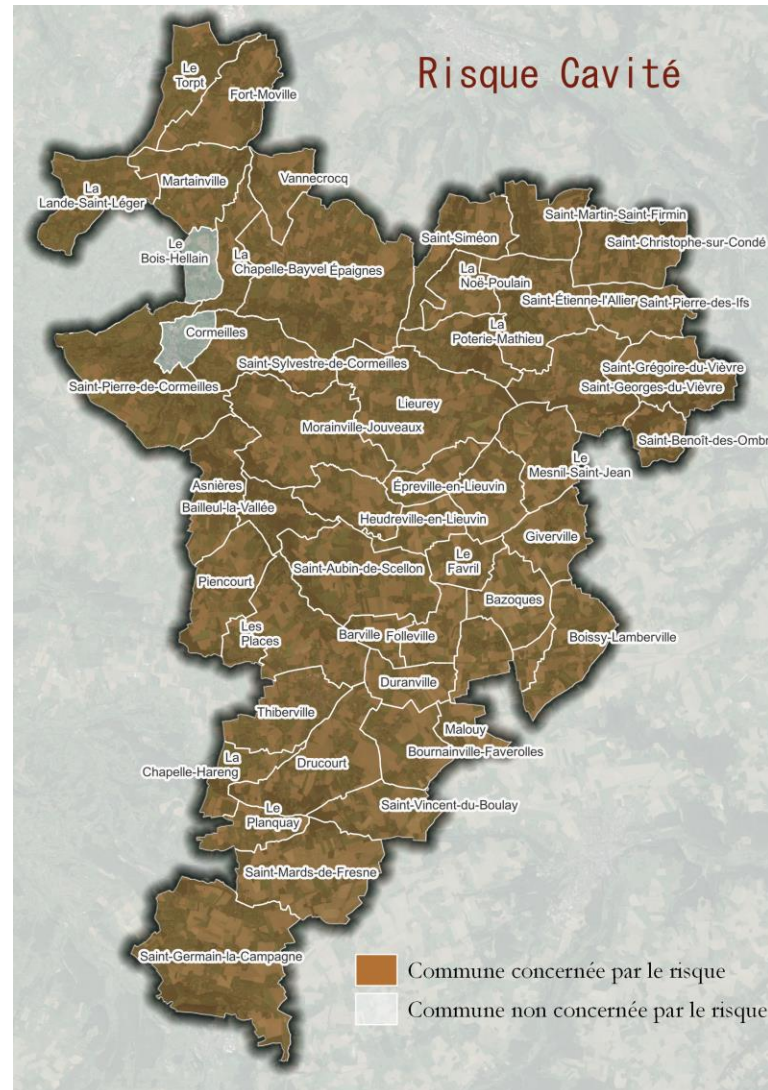 Risque Cavité
Le
Torpt
Fort-Moville
Martainville
Vannecrocq
La
Lande-Saint-Léger
Le
Bois-Hellain
La
Chapelle-Bayvel
Épaignes
Saint-Siméon
Saint-Martin-Saint-Firmin
Saint-Christophe-sur-Condé
La
Noë-Poulain
Saint-Étienne-l'Allier
Saint-Pierre-des-Ifs
La
Poterie-Mathieu
Cormeilles
Saint-Sylvestre-de-Cormeilles
Saint-Grégoire-du-Vièvre
Saint-Georges-du-Vièvre
Saint-Pierre-de-Cormeilles
Lieurey
Morainville-Jouveaux
Saint-Benoît-des-Ombr
Le
Mesnil-Saint-Jean
Asnières
Épreville-en-Lieuvin
Bailleul-la-Vallée
Heudreville-en-Lieuvin
Giverville
Saint-Aubin-de-Scellon
Le
Favril
Piencourt
Bazoques
Les
Places
Barville
Folleville
Boissy-Lamberville
Duranville
Thiberville
Malouy
La
Chapelle-Hareng
Drucourt
Bournainville-Faverolles
Le
Planquay
Saint-Vincent-du-Boulay
Saint-Mards-de-Fresne
Saint-Germain-la-Campagne
Commune concernée par le risque
Commune non concernée par le risque